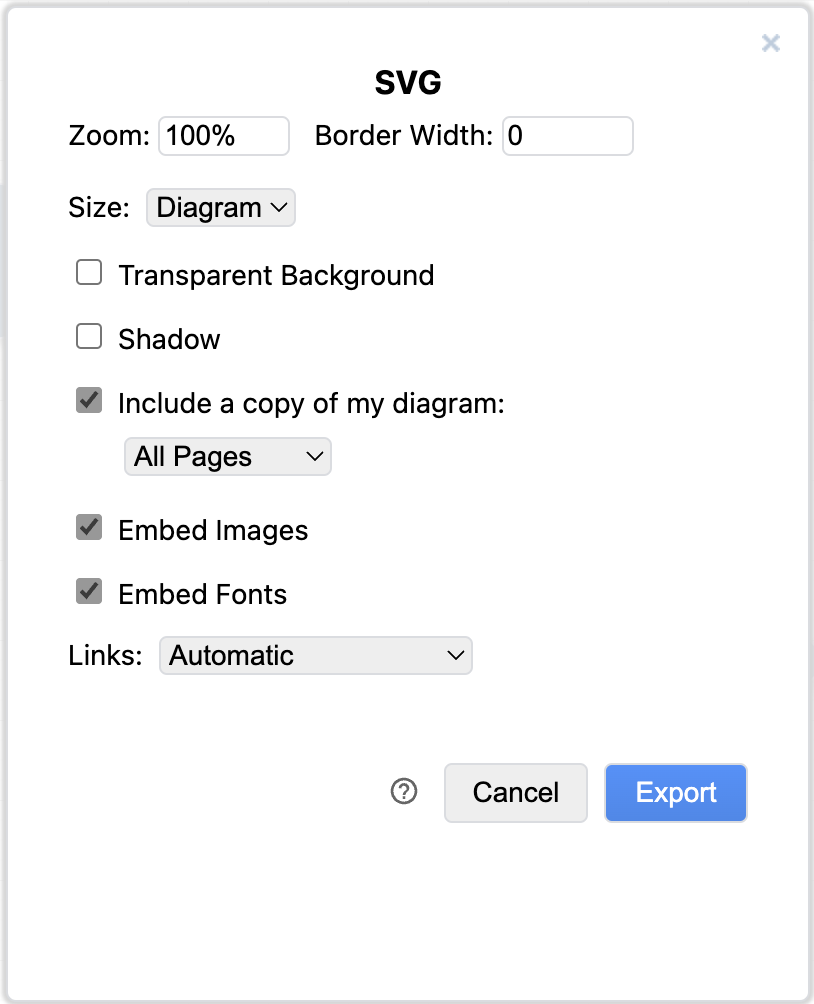 SVG
Zoom: 100% Border Width: 0
Size: Diagram
Transparent Background
Shadow
Include a copy of my diagram:
All Pages
Embed Images
Embed Fonts
Links: Automatic
? Cancel Export